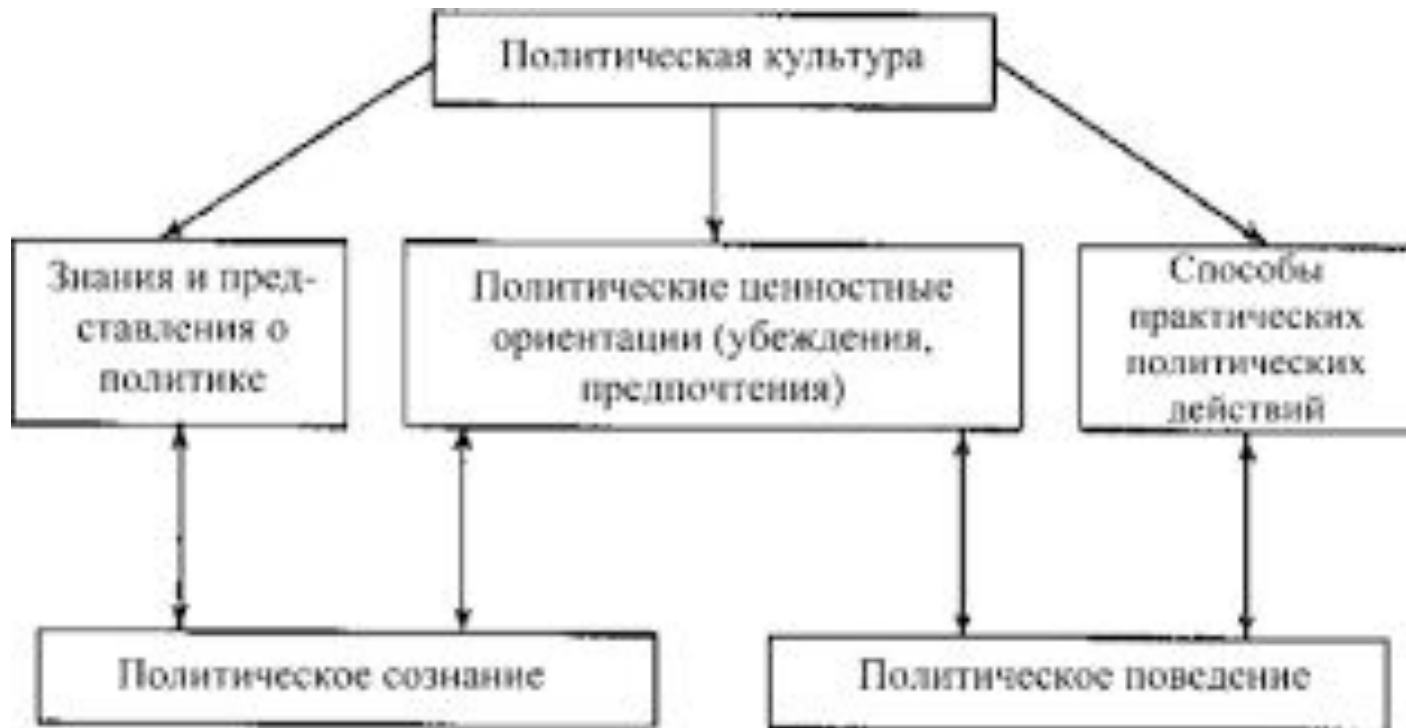 Политическая культура
Знания и пред-
ставления о
политике
Политические ценностные
ориентации (убеждения,
предпочтения)
Способы
практических
политических
действий
Политическое сознание
Политическое поведение